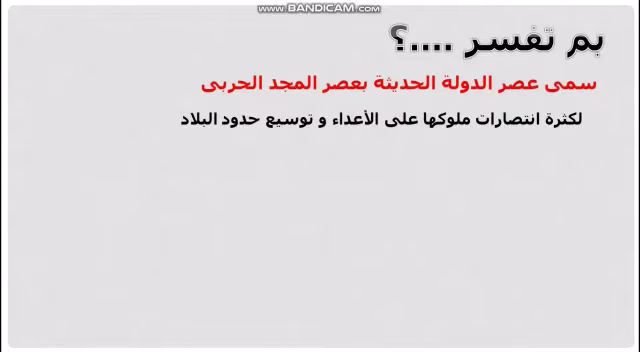 www.BANDICAM.com
بم تفسر ....؟
سمى عصر الدولة الحديثة بعصر المجد الحربى
لكثرة انتصارات ملوكها على الأعداء و توسيع حدود البلاد